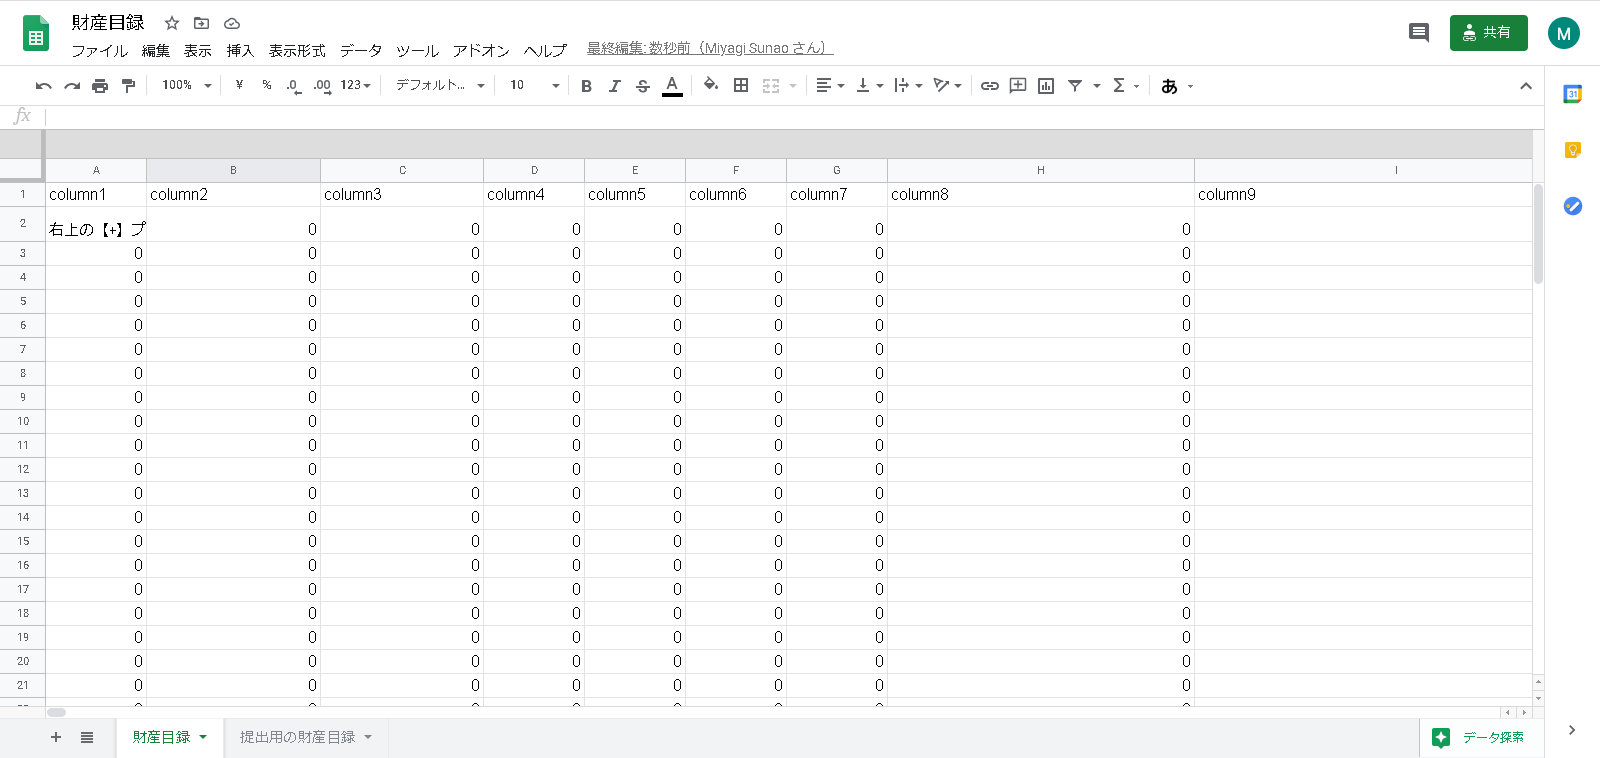 財産目録
ファイル 編集 表示 挿入 表示形式 データ ツール アドオン ヘルプ 最終編集: 数秒前（Miyagi Sunao さん）
共有
M
100% ¥ % .0 .00 123 デフォルト... 10 B I S A あ
31
fx
A B C D E F G H I
1 column1 column2 column3 column4 column5 column6 column7 column8 column9
2 右上の【+】プ 0 0 0 0 0 0 0
3 0 0 0 0 0 0 0 0
4 0 0 0 0 0 0 0 0
5 0 0 0 0 0 0 0 0
6 0 0 0 0 0 0 0 0
7 0 0 0 0 0 0 0 0
8 0 0 0 0 0 0 0 0
9 0 0 0 0 0 0 0 0
10 0 0 0 0 0 0 0 0
11 0 0 0 0 0 0 0 0
12 0 0 0 0 0 0 0 0
13 0 0 0 0 0 0 0 0
14 0 0 0 0 0 0 0 0
15 0 0 0 0 0 0 0 0
16 0 0 0 0 0 0 0 0
17 0 0 0 0 0 0 0 0
18 0 0 0 0 0 0 0 0
19 0 0 0 0 0 0 0 0
20 0 0 0 0 0 0 0 0
21 0 0 0 0 0 0 0 0
財産目録 提出用の財産目録 データ探索